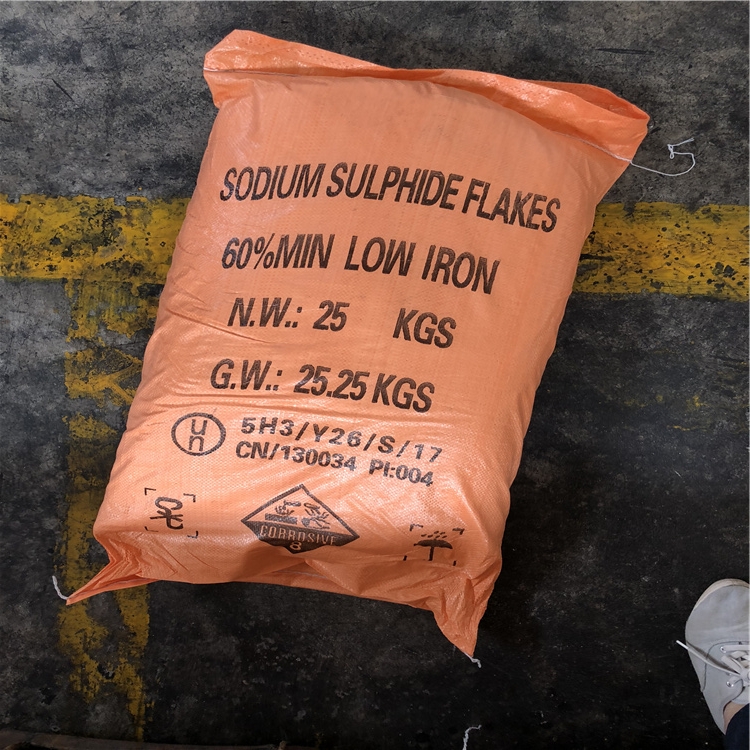 SODIUM SULPHIDE FLAKES
60%MIN LOW IRON
N.W.: 25 KGS
G.W.: 25.25 KGS
un
5H3/Y26/S/17
CN/130034 PI:004
CORROSIVE
8